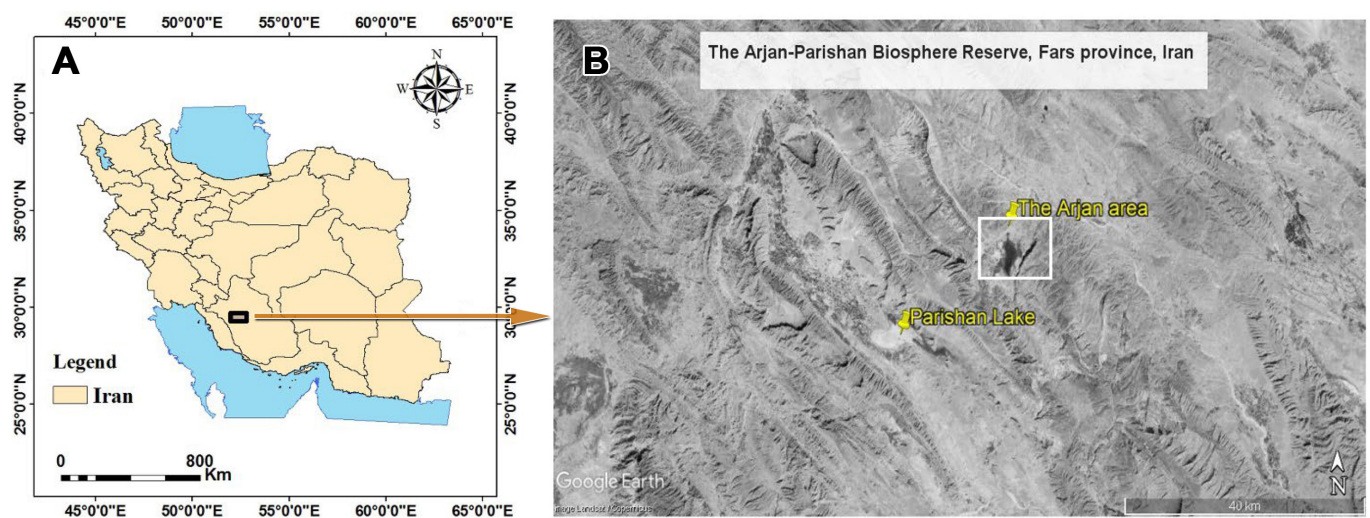 45°0'0"E 50°0'0"E 55°0'0"E 60°0'0"E 65°0'0"E
A
N
W E
S
40°0'0"N
35°0'0"N
30°0'0"N
25°0'0"N
40°0'0"N
35°0'0"N
30°0'0"N
25°0'0"N
Legend
Iran
0 800
Km
45°0'0"E 50°0'0"E 55°0'0"E 60°0'0"E 65°0'0"E
B
The Arjan-Parishan Biosphere Reserve, Fars province, Iran
The Arjan area
Parishan Lake
Google Earth
Image Landsat / Copernicus
N
40 km